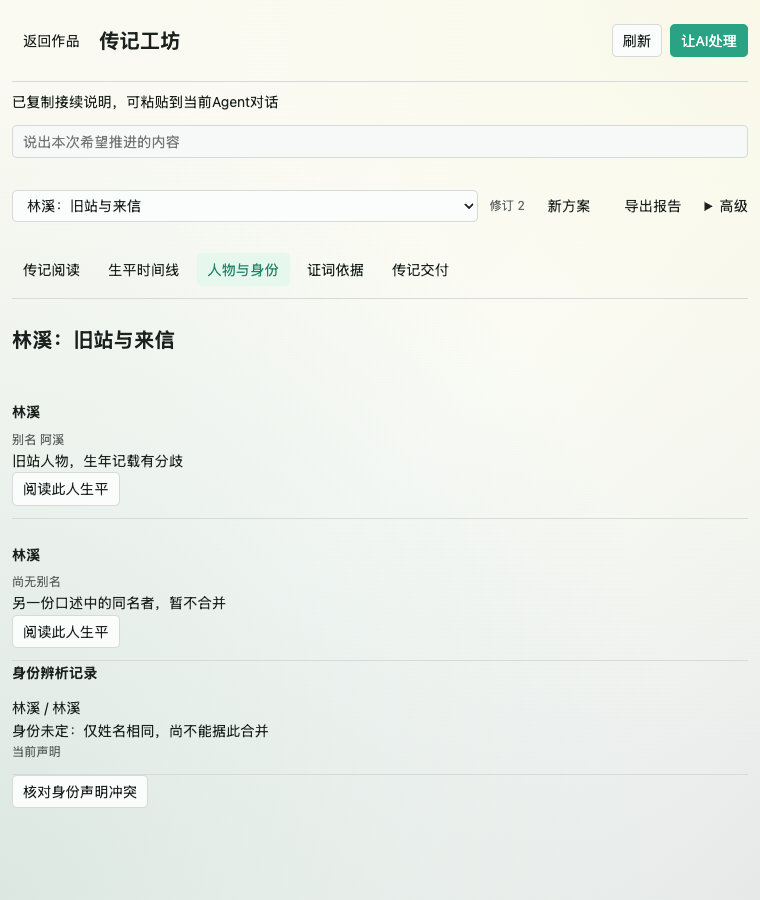 返回作品 传记工坊 刷新 让AI处理
已复制接续说明，可粘贴到当前Agent对话
说出本次希望推进的内容
林溪：旧站与来信 修订 2 新方案 导出报告 ▶ 高级
传记阅读 生平时间线 人物与身份 证词依据 传记交付
林溪：旧站与来信
林溪
别名 阿溪
旧站人物，生年记载有分歧
阅读此人生平
林溪
尚无别名
另一份口述中的同名者，暂不合并
阅读此人生平
身份辨析记录
林溪 / 林溪
身份未定：仅姓名相同，尚不能据此合并
当前声明
核对身份声明冲突